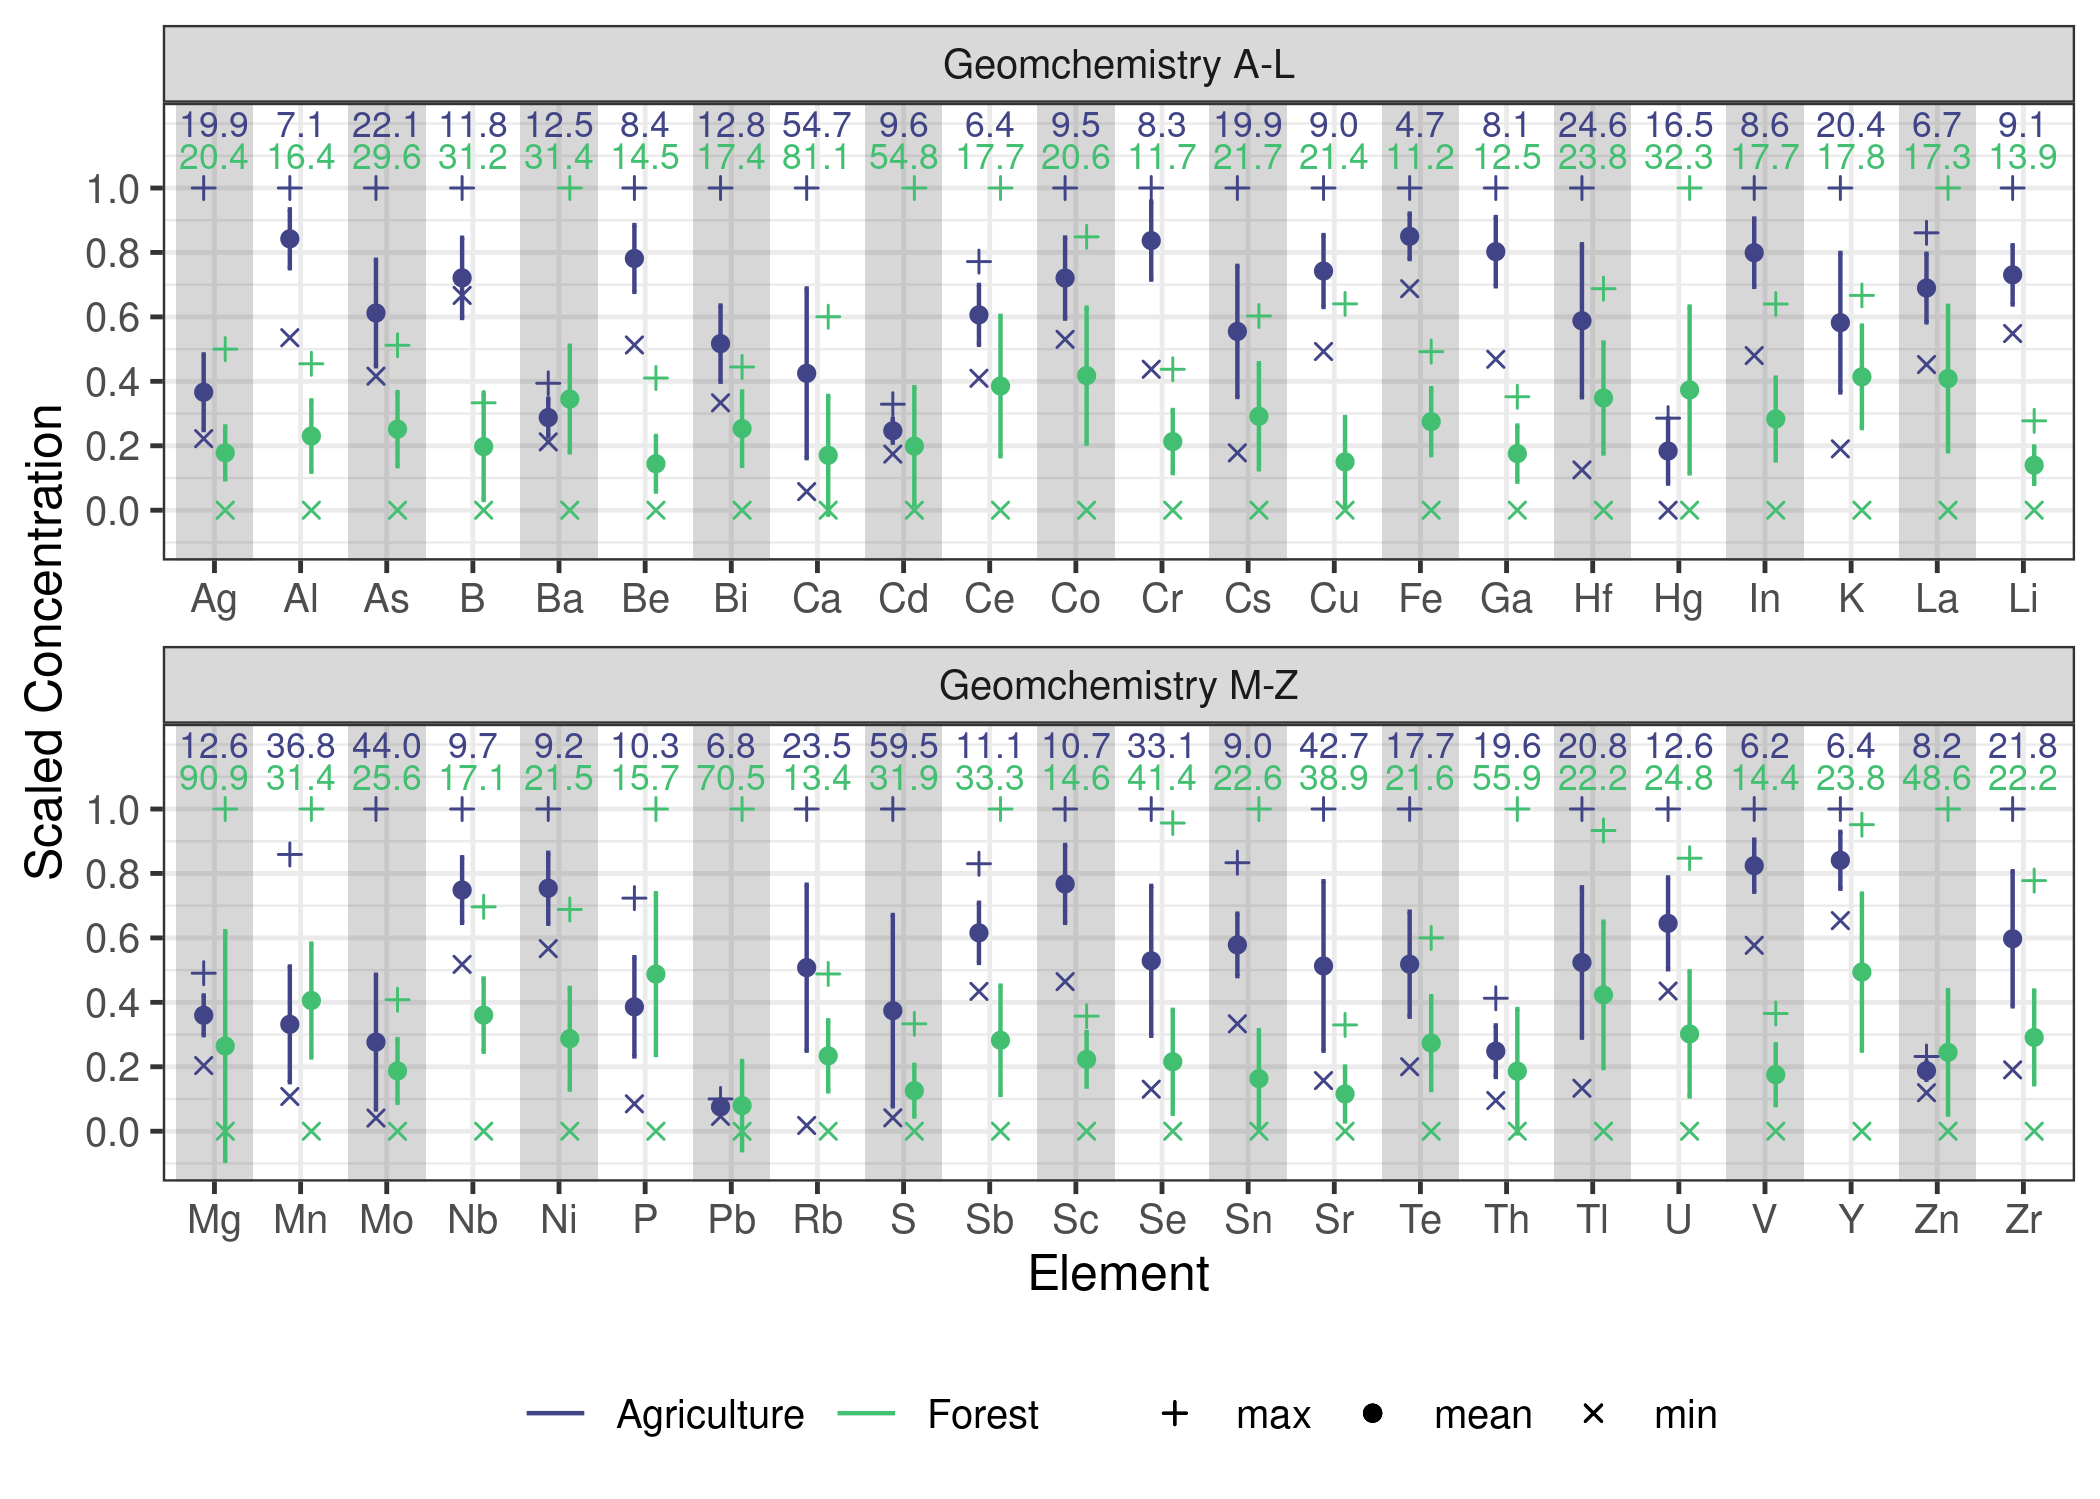 Geomchemistry A-L
19.9 7.1 22.1 11.8 12.5 8.4 12.8 54.7 9.6 6.4 9.5 8.3 19.9 9.0 4.7 8.1 24.6 16.5 8.6 20.4 6.7 9.1
20.4 16.4 29.6 31.2 31.4 14.5 17.4 81.1 54.8 17.7 20.6 11.7 21.7 21.4 11.2 12.5 23.8 32.3 17.7 17.8 17.3 13.9
1.0
0.8
0.6
0.4
0.2
0.0
Ag Al As B Ba Be Bi Ca Cd Ce Co Cr Cs Cu Fe Ga Hf Hg In K La Li
Scaled Concentration
Geomchemistry M-Z
12.6 36.8 44.0 9.7 9.2 10.3 6.8 23.5 59.5 11.1 10.7 33.1 9.0 42.7 17.7 19.6 20.8 12.6 6.2 6.4 8.2 21.8
90.9 31.4 25.6 17.1 21.5 15.7 70.5 13.4 31.9 33.3 14.6 41.4 22.6 38.9 21.6 55.9 22.2 24.8 14.4 23.8 48.6 22.2
1.0
0.8
0.6
0.4
0.2
0.0
Mg Mn Mo Nb Ni P Pb Rb S Sb Sc Se Sn Sr Te Th Tl U V Y Zn Zr
Element
Agriculture Forest max mean min